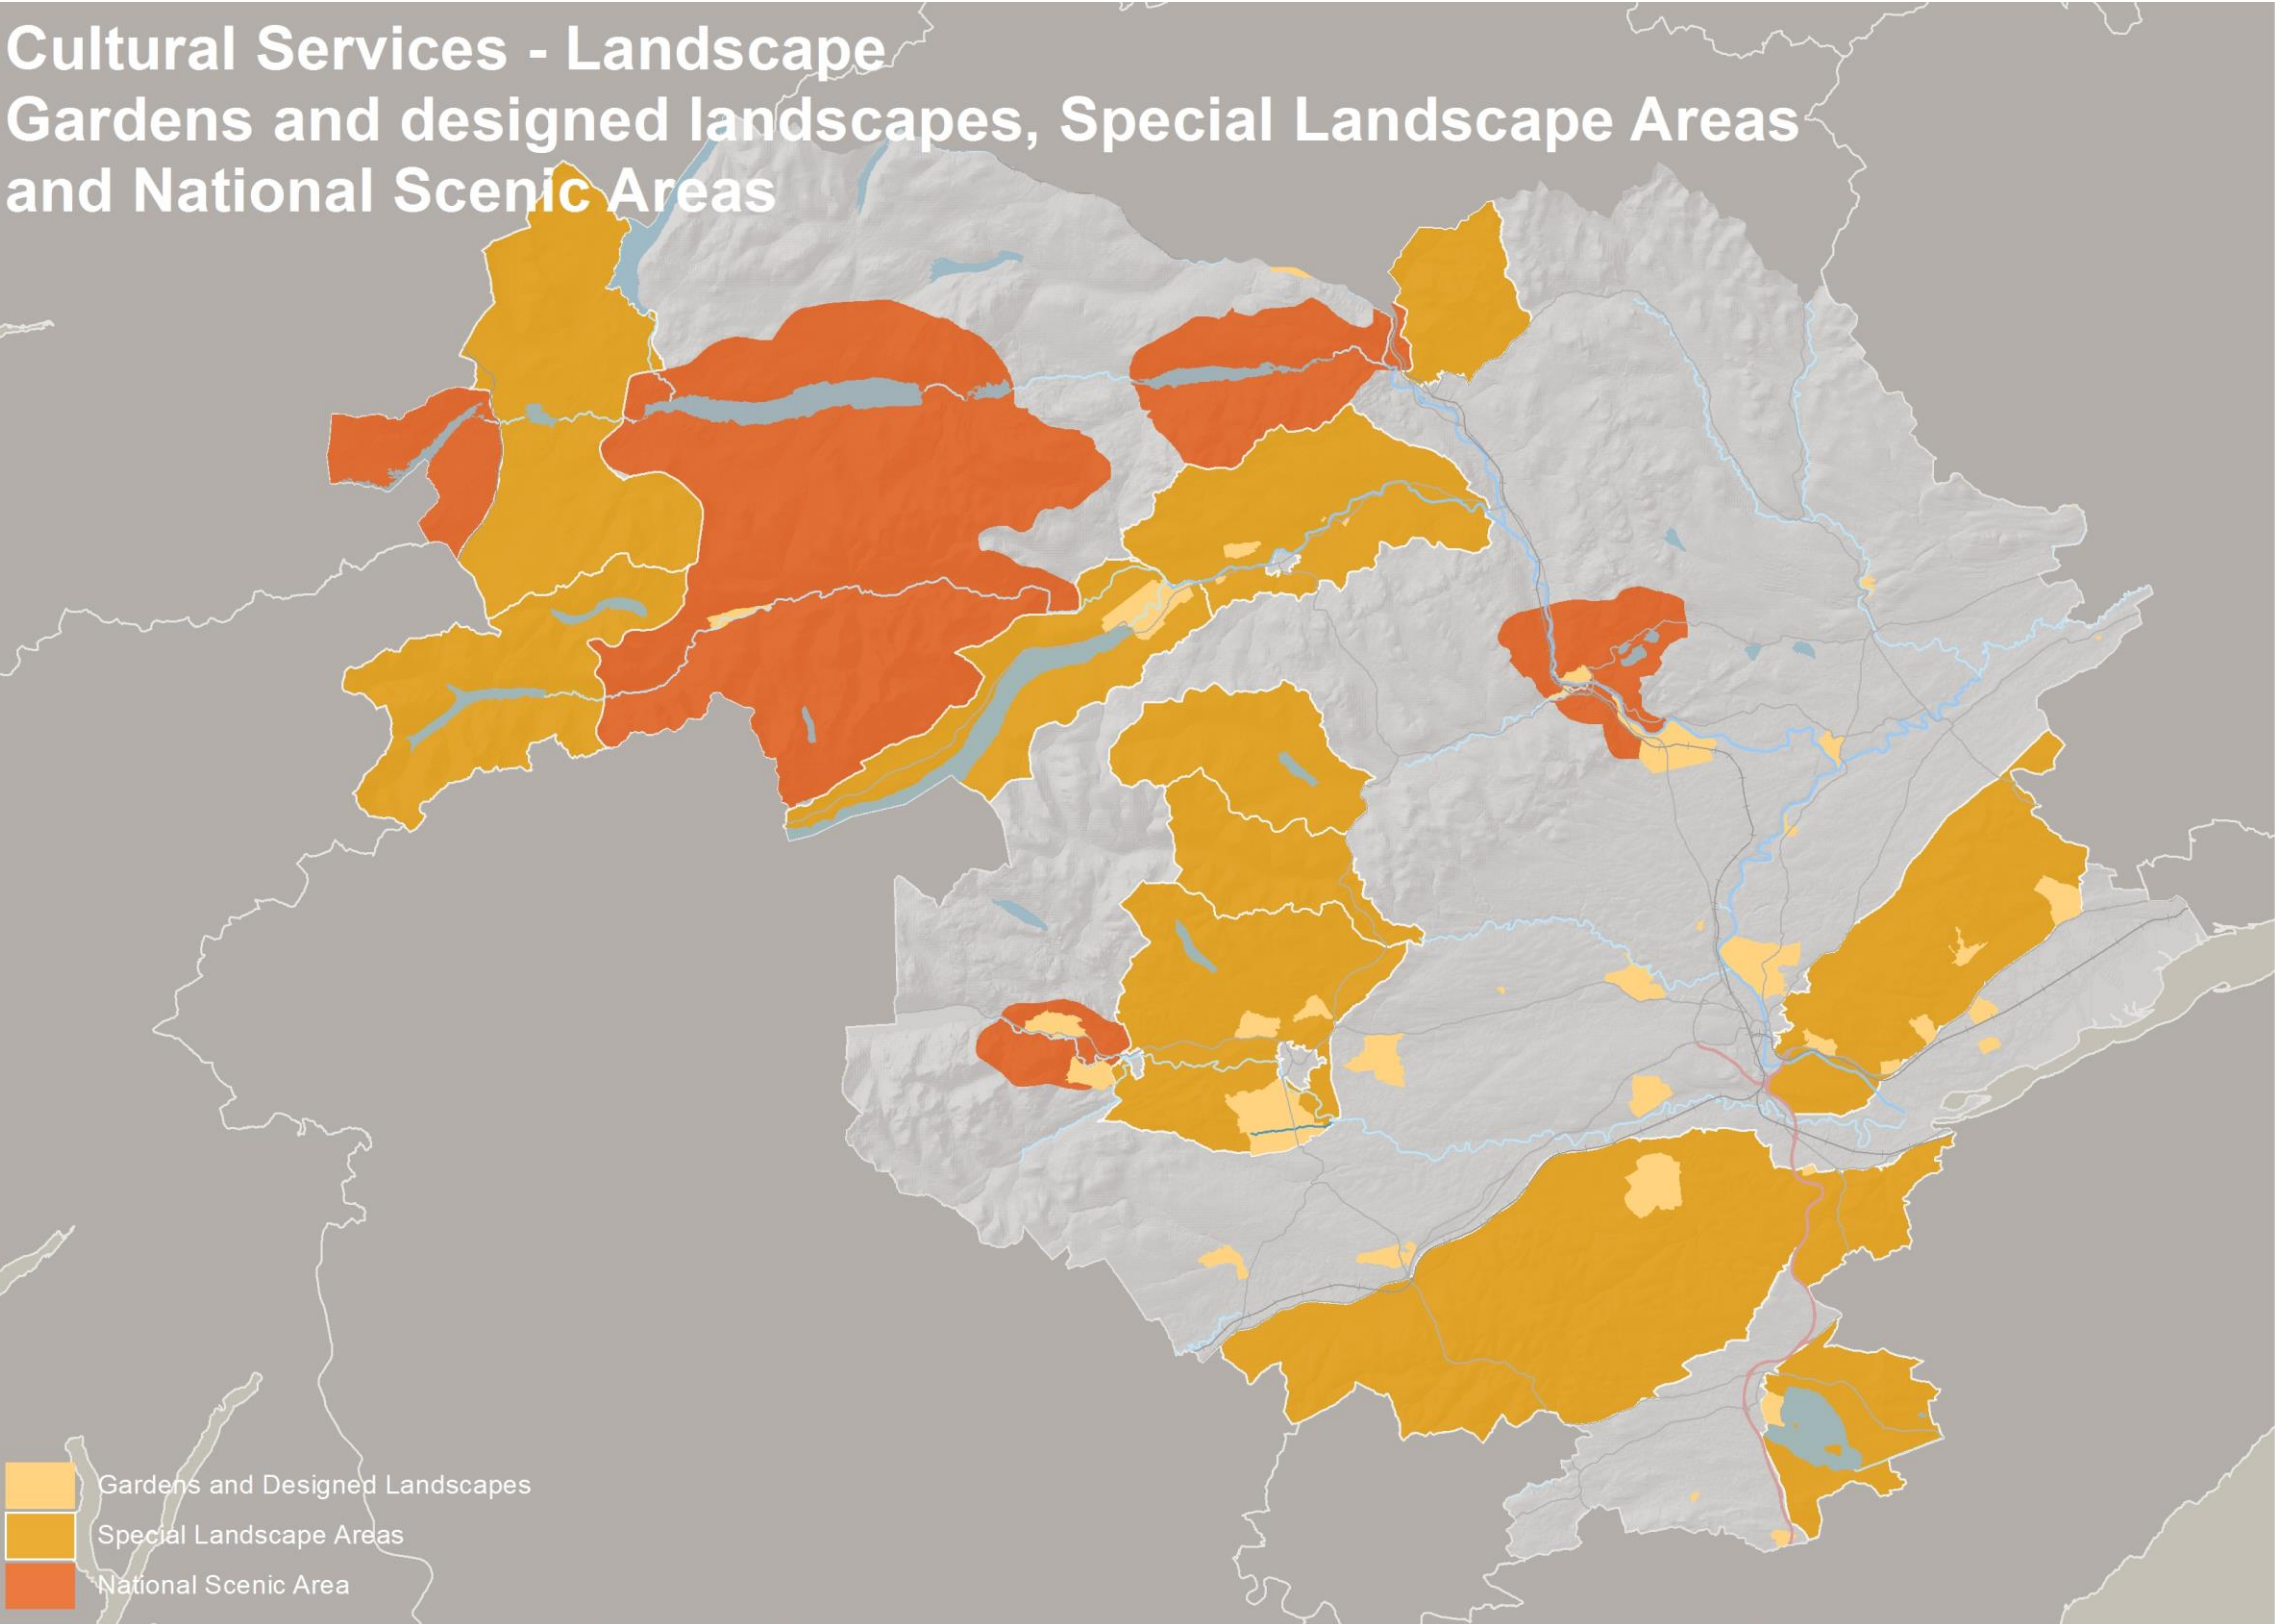 Cultural Services - Landscape
Gardens and designed landscapes, Special Landscape Areas
and National Scenic Areas
Gardens and Designed Landscapes
Special Landscape Areas
National Scenic Area